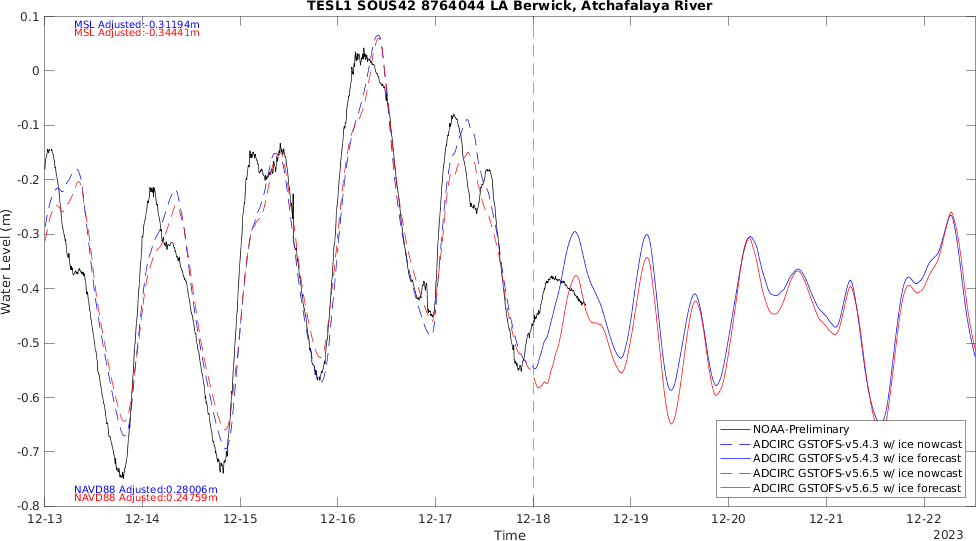 TESL1 SOUS42 8764044 LA Berwick, Atchafalaya River
MSL Adjusted:-0.31194m
MSL Adjusted:-0.34441m
0.1
0
-0.1
-0.2
-0.3
-0.4
-0.5
-0.6
-0.7
-0.8
Water Level (m)
NOAA-Preliminary
ADCIRC GSTOFS-v5.4.3 w/ ice nowcast
ADCIRC GSTOFS-v5.4.3 w/ ice forecast
ADCIRC GSTOFS-v5.6.5 w/ ice nowcast
ADCIRC GSTOFS-v5.6.5 w/ ice forecast
NAVD88 Adjusted:0.28006m
NAVD88 Adjusted:0.24759m
12-13 12-14 12-15 12-16 12-17 12-18 12-19 12-20 12-21 12-22
Time
2023